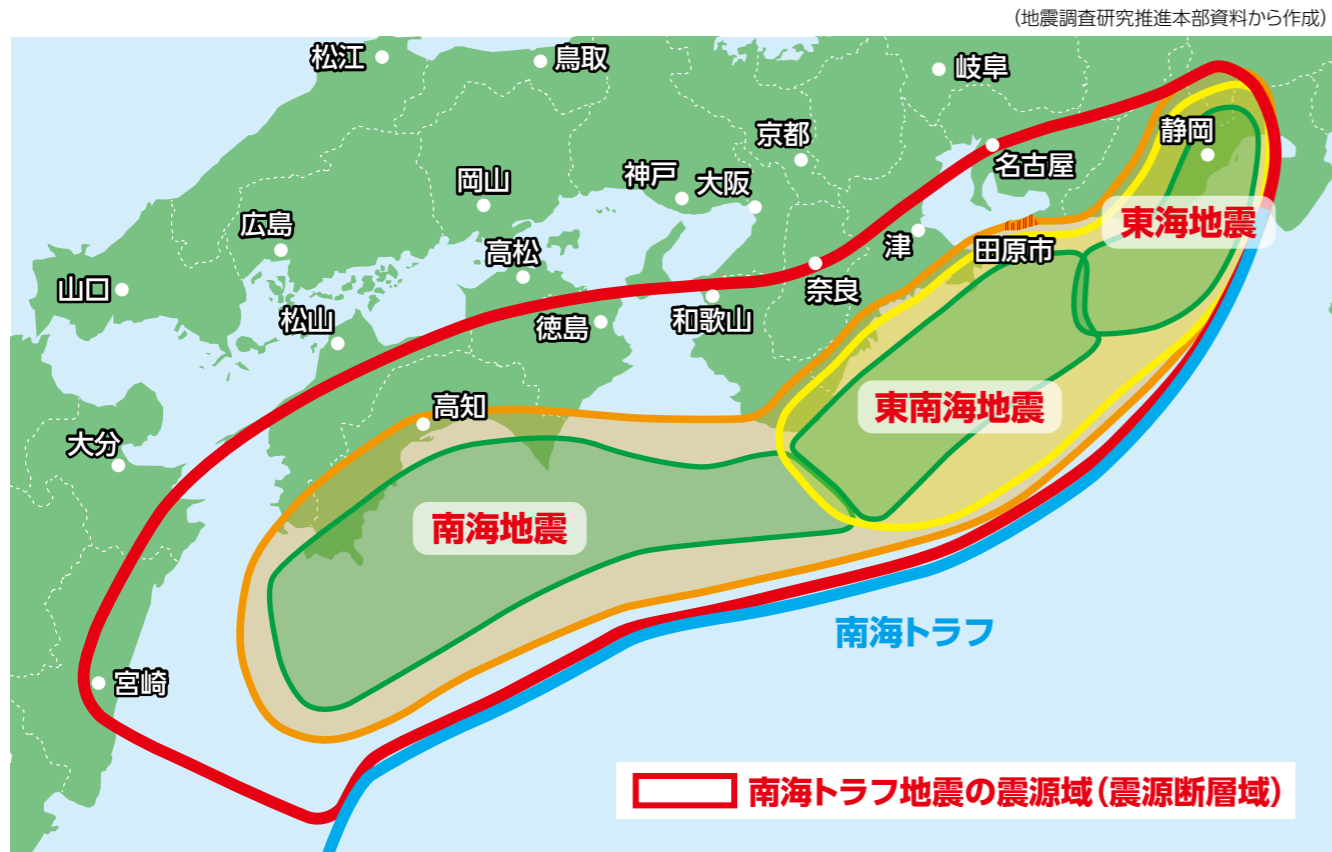 (地震調査研究推進本部資料から作成)
松江
鳥取
岐阜
京都
静岡
名古屋
神戸
大阪
岡山
広島
東海地震
津
田原市
高松
奈良
山口
松山
徳島
和歌山
高知
東南海地震
大分
南海地震
南海トラフ
宮崎
南海トラフ地震の震源域(震源断層域)